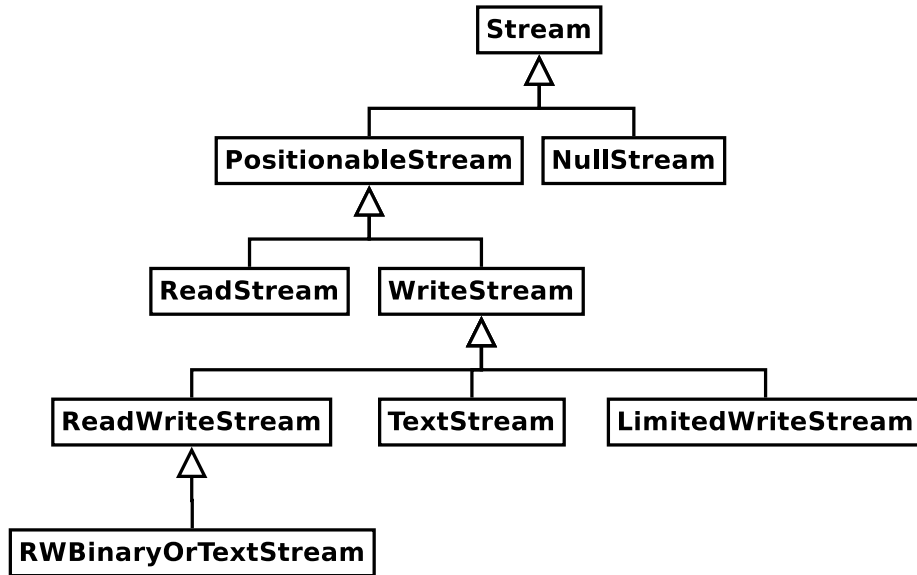 Stream
PositionableStream
NullStream
ReadStream
WriteStream
ReadWriteStream
TextStream
LimitedWriteStream
RWBinaryOrTextStream